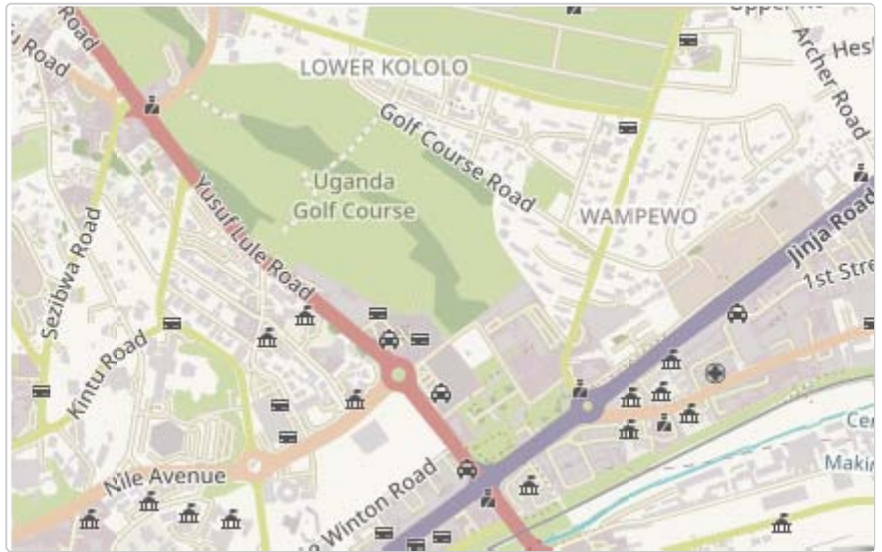 Road
Road
LOWER KOLOLO
Golf Course Road
Archer Road
Uganda
Golf Course
WAMPEWO
Yusuf Lule Road
Sezibwa Road
Jinja Road
1st Stre
Kintu Road
Nile Avenue
Winton Road
Cer
Makin